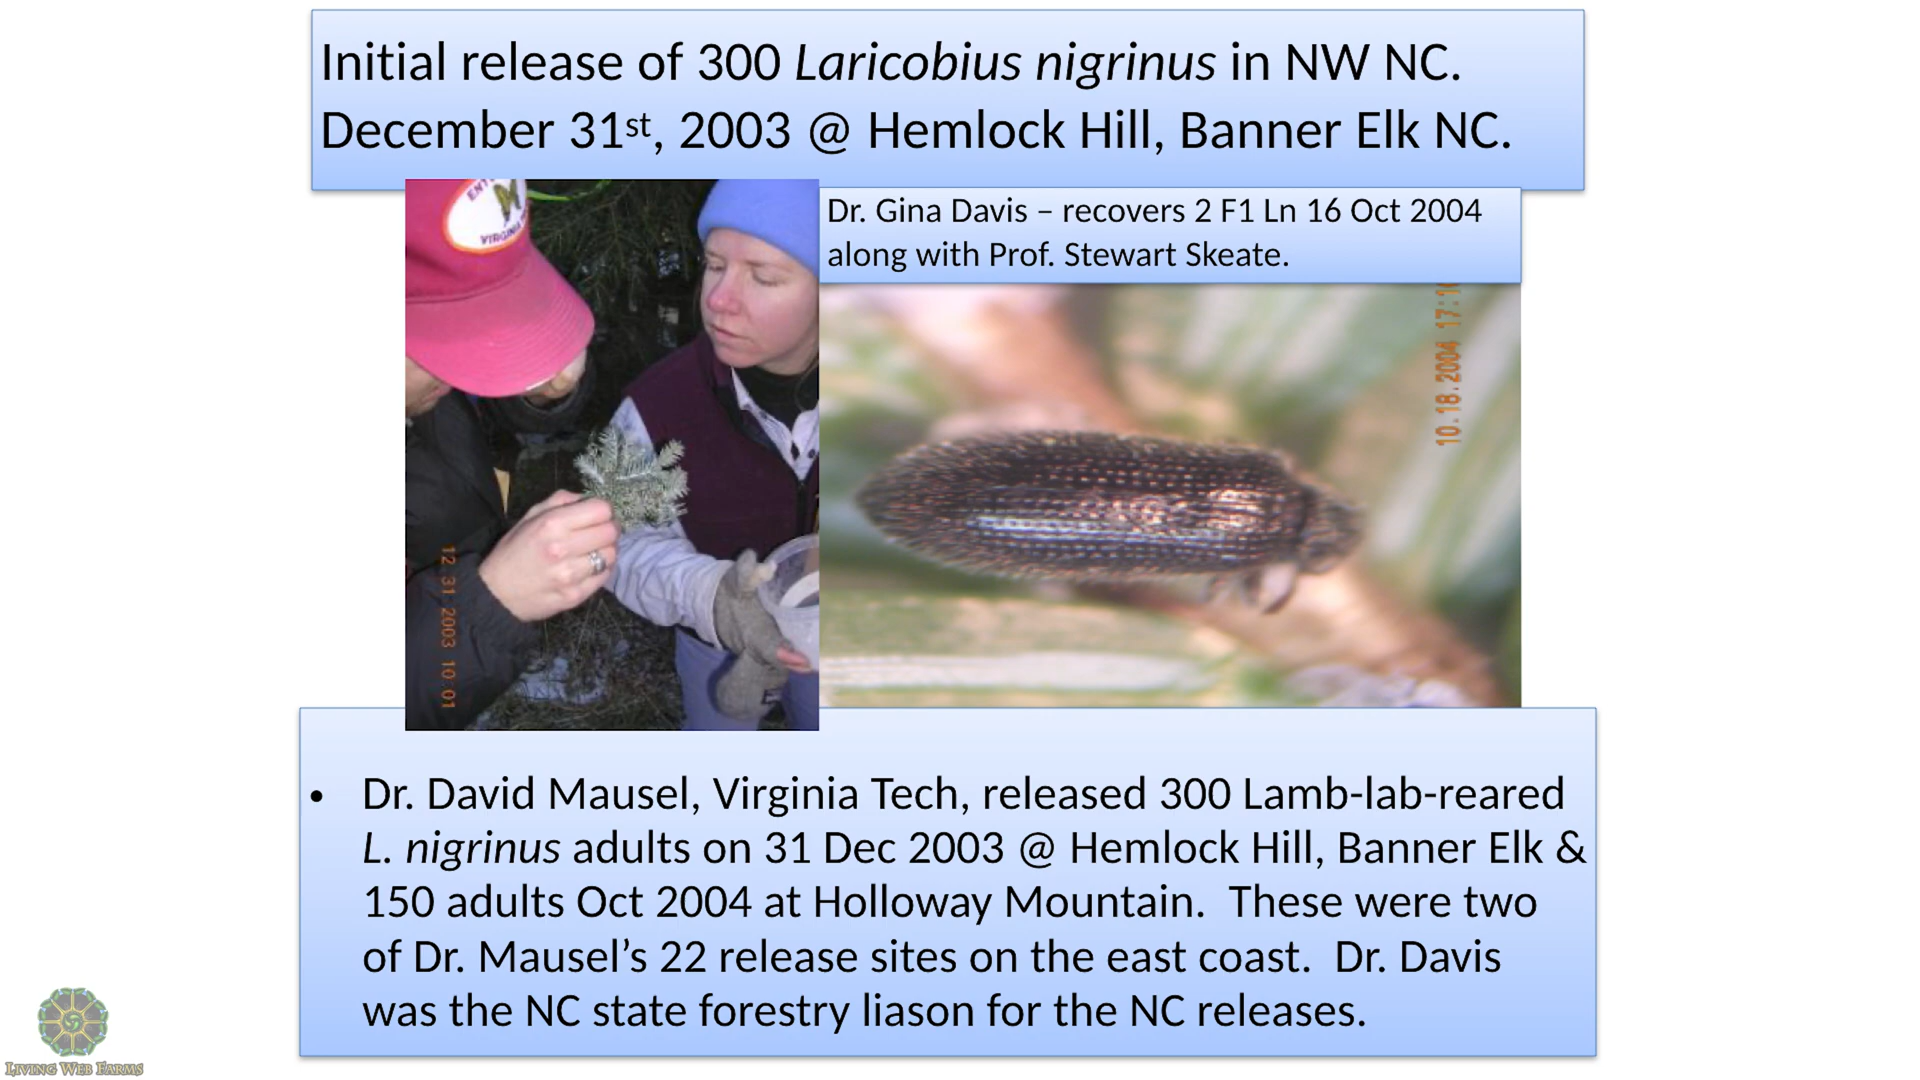 Initial release of 300 Laricobius nigrinus in NW NC.
December 31st, 2003 @ Hemlock Hill, Banner Elk NC.
Dr. Gina Davis – recovers 2 F1 Ln 16 Oct 2004
along with Prof. Stewart Skeate.
VIRGINIA
12 31 2003 10:01
10.18.2004 17:1
• Dr. David Mausel, Virginia Tech, released 300 Lamb-lab-reared
L. nigrinus adults on 31 Dec 2003 @ Hemlock Hill, Banner Elk &
150 adults Oct 2004 at Holloway Mountain. These were two
of Dr. Mausel’s 22 release sites on the east coast. Dr. Davis
was the NC state forestry liason for the NC releases.
LIVING WEB FARMS